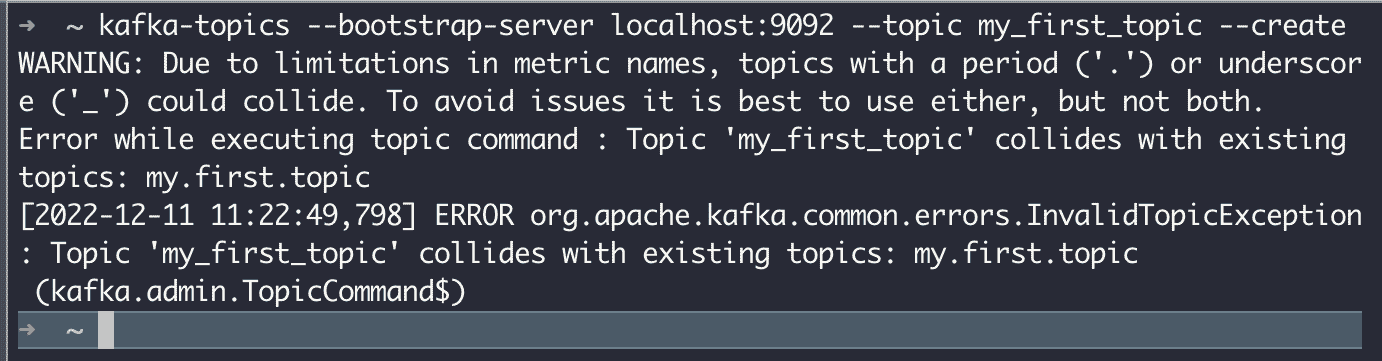 ➜  ~ kafka-topics --bootstrap-server localhost:9092 --topic my_first_topic --create
WARNING: Due to limitations in metric names, topics with a period ('.') or underscor
e ('_') could collide. To avoid issues it is best to use either, but not both.
Error while executing topic command : Topic 'my_first_topic' collides with existing
topics: my.first.topic
[2022-12-11 11:22:49,798] ERROR org.apache.kafka.common.errors.InvalidTopicException
: Topic 'my_first_topic' collides with existing topics: my.first.topic
 (kafka.admin.TopicCommand$)
➜  ~